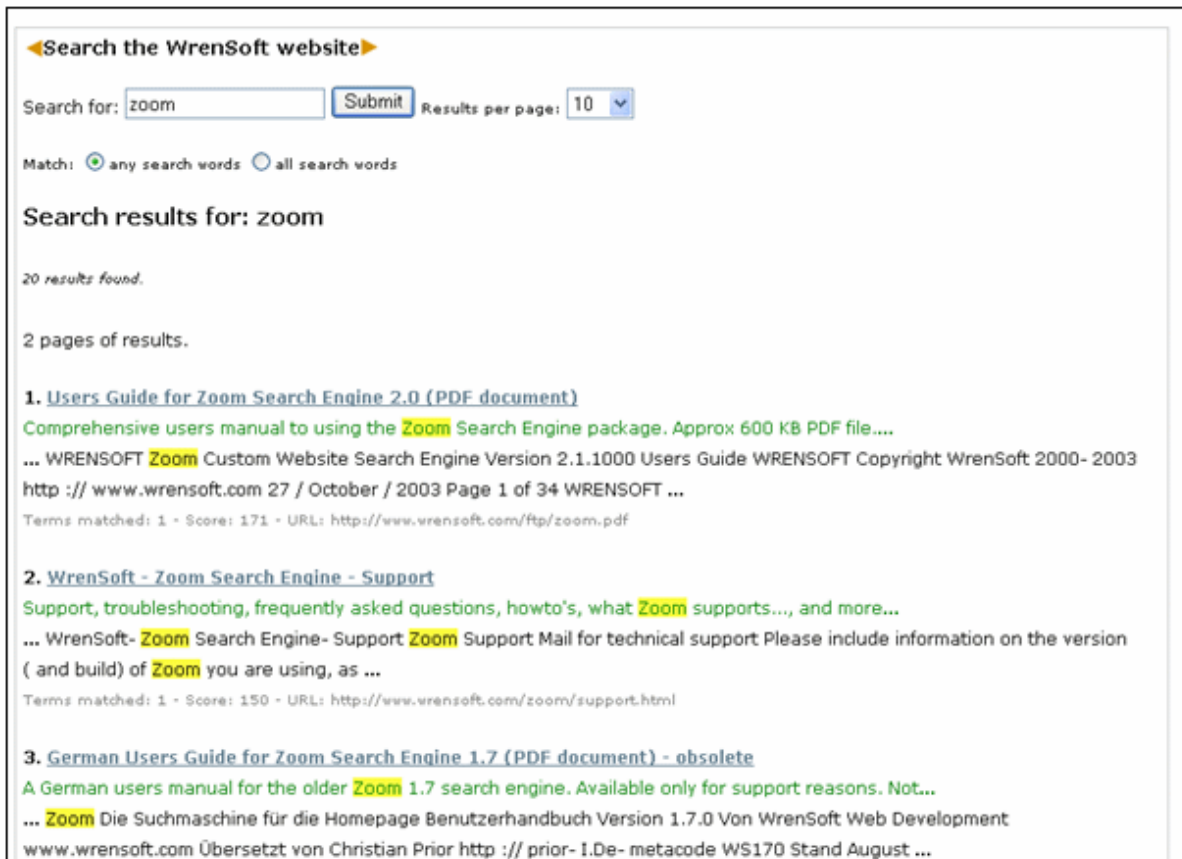 Search the WrenSoft website
Search for: zoom Submit Results per page: 10
Match: any search words all search words
Search results for: zoom
20 results found.
2 pages of results.
1. Users Guide for Zoom Search Engine 2.0 (PDF document)
Comprehensive users manual to using the Zoom Search Engine package. Approx 600 KB PDF file....
... WRENSOFT Zoom Custom Website Search Engine Version 2.1.1000 Users Guide WRENSOFT Copyright WrenSoft 2000- 2003
http :// www.wrensoft.com 27 / October / 2003 Page 1 of 34 WRENSOFT ...
Terms matched: 1 - Score: 171 - URL: http://www.wrensoft.com/ftp/zoom.pdf
2. WrenSoft - Zoom Search Engine - Support
Support, troubleshooting, frequently asked questions, howto's, what Zoom supports..., and more...
... WrenSoft- Zoom Search Engine- Support Zoom Support Mail for technical support Please include information on the version
( and build) of Zoom you are using, as ...
Terms matched: 1 - Score: 150 - URL: http://www.wrensoft.com/zoom/support.html
3. German Users Guide for Zoom Search Engine 1.7 (PDF document) - obsolete
A German users manual for the older Zoom 1.7 search engine. Available only for support reasons. Not...
... Zoom Die Suchmaschine für die Homepage Benutzerhandbuch Version 1.7.0 Von WrenSoft Web Development
www.wrensoft.com Übersetzt von Christian Prior http :// prior- I.De- metacode WS170 Stand August ...